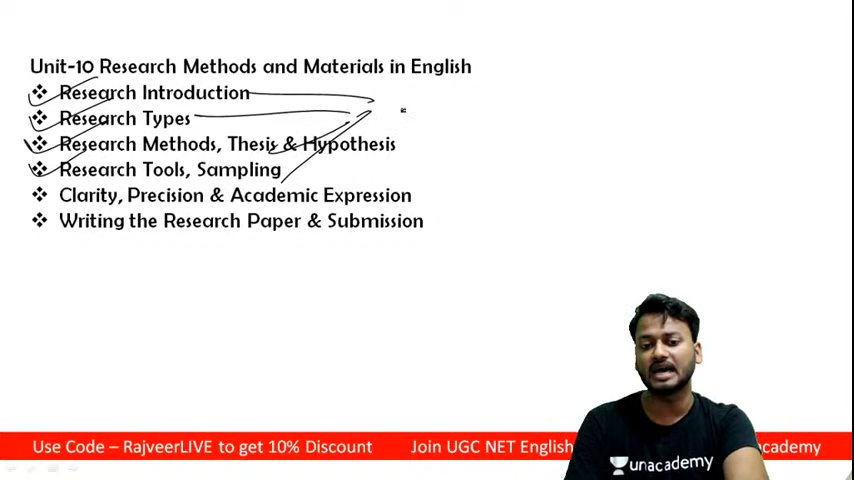 Unit-10 Research Methods and Materials in English
❖ Research Introduction
❖ Research Types
❖ Research Methods, Thesis & Hypothesis
❖ Research Tools, Sampling
❖ Clarity, Precision & Academic Expression
❖ Writing the Research Paper & Submission
Use Code – RajveerLIVE to get 10% Discount
Join UGC NET English
academy
unacademy